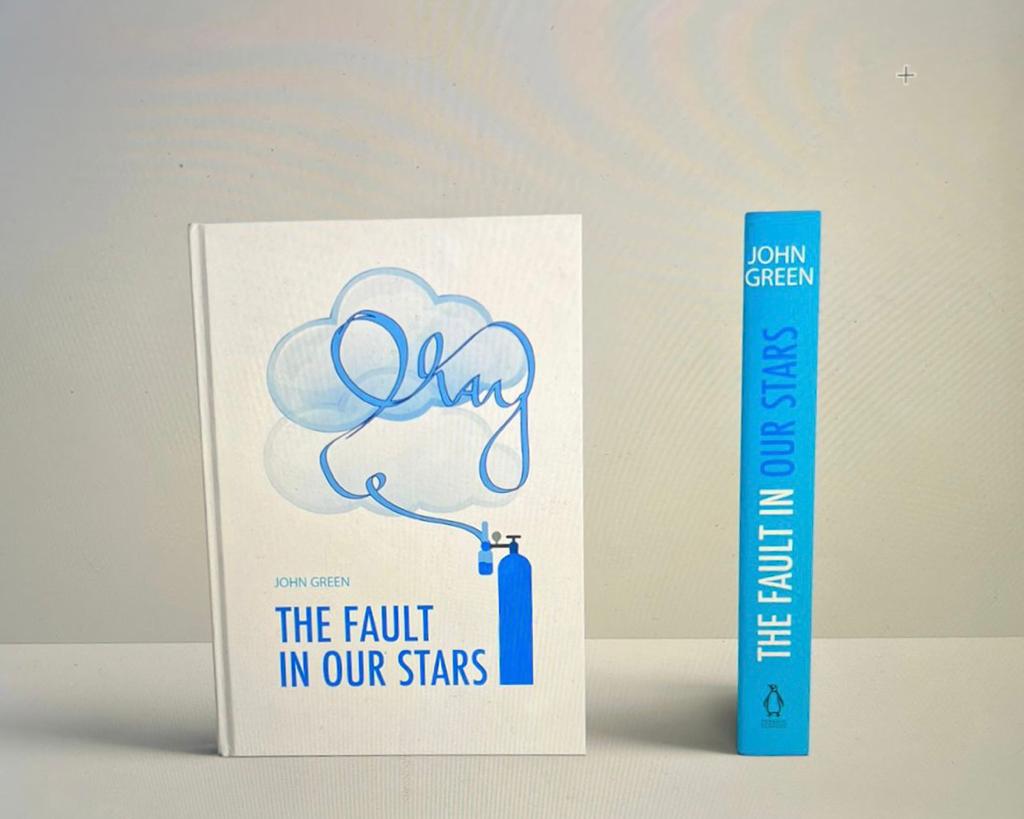 Okay
JOHN GREEN
THE FAULT
IN OUR STARS
JOHN
GREEN
THE FAULT IN OUR STARS